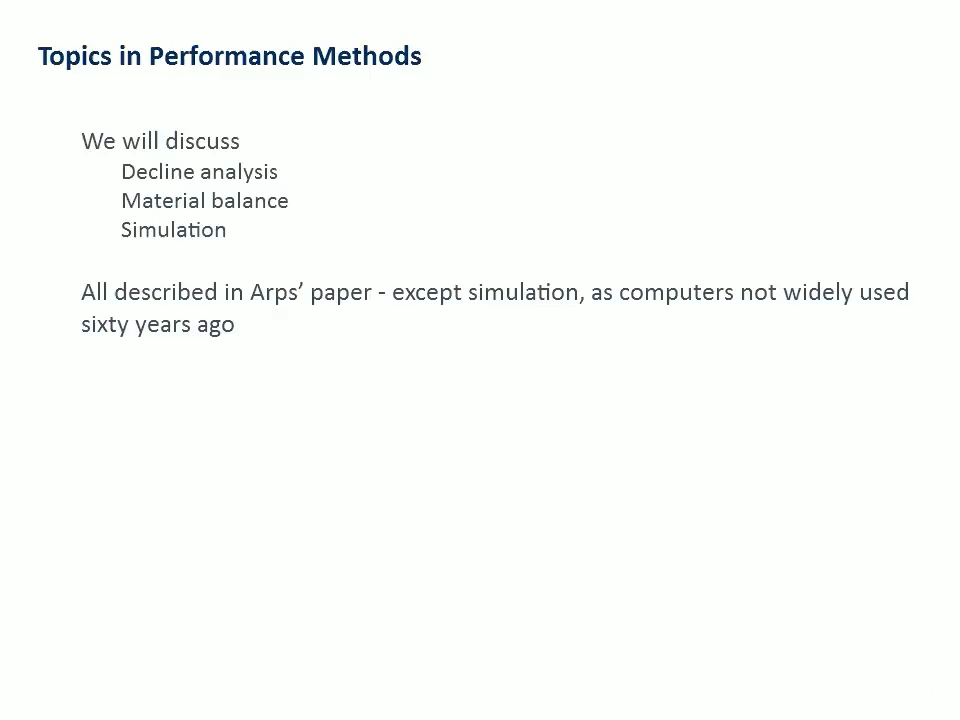 Topics in Performance Methods
We will discuss
Decline analysis
Material balance
Simulation
All described in Arps’ paper - except simulation, as computers not widely used
sixty years ago